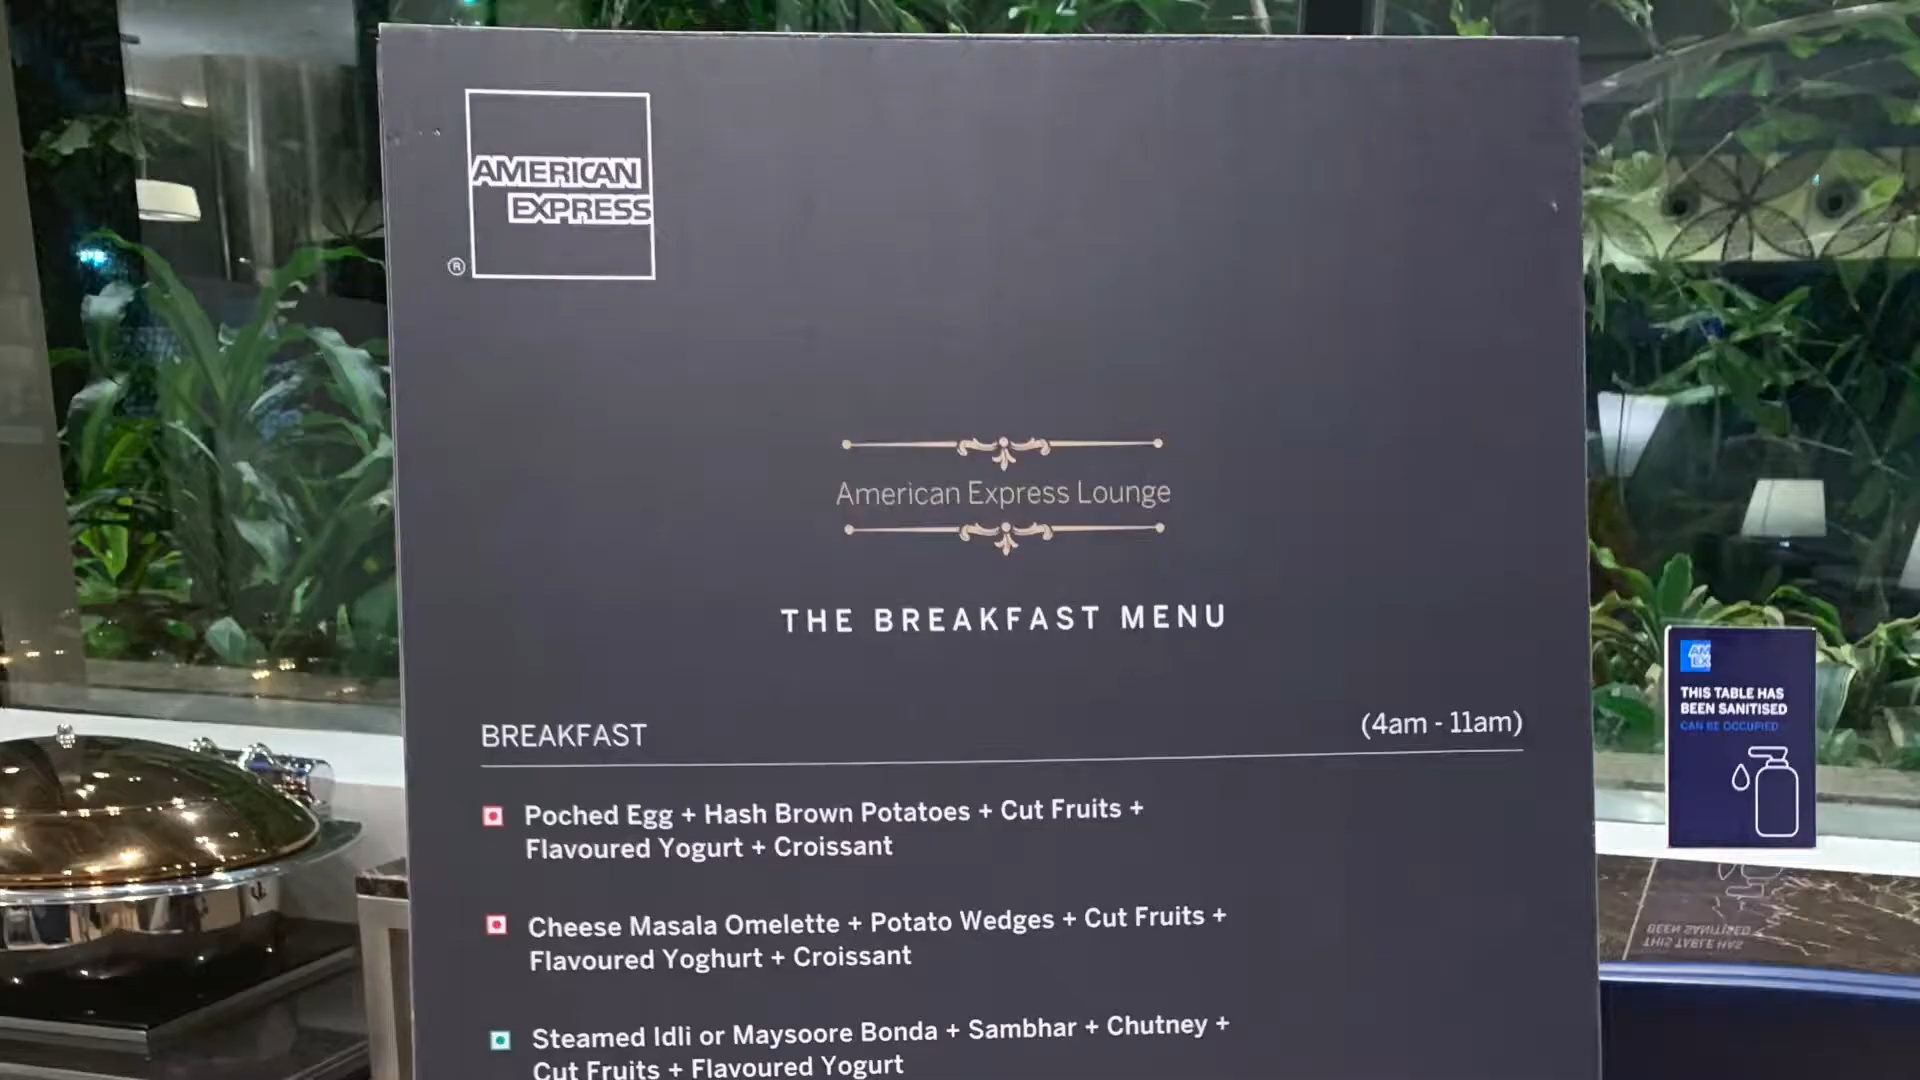 AMERICAN
EXPRESS
®
American Express Lounge
THE BREAKFAST MENU
BREAKFAST
(4am - 11am)
Poched Egg + Hash Brown Potatoes + Cut Fruits +
Flavoured Yogurt + Croissant
Cheese Masala Omelette + Potato Wedges + Cut Fruits +
Flavoured Yoghurt + Croissant
Steamed Idli or Maysoore Bonda + Sambhar + Chutney +
Cut Fruits + Flavoured Yogurt
AM
EX
THIS TABLE HAS
BEEN SANITISED
CAN BE OCCUPIED